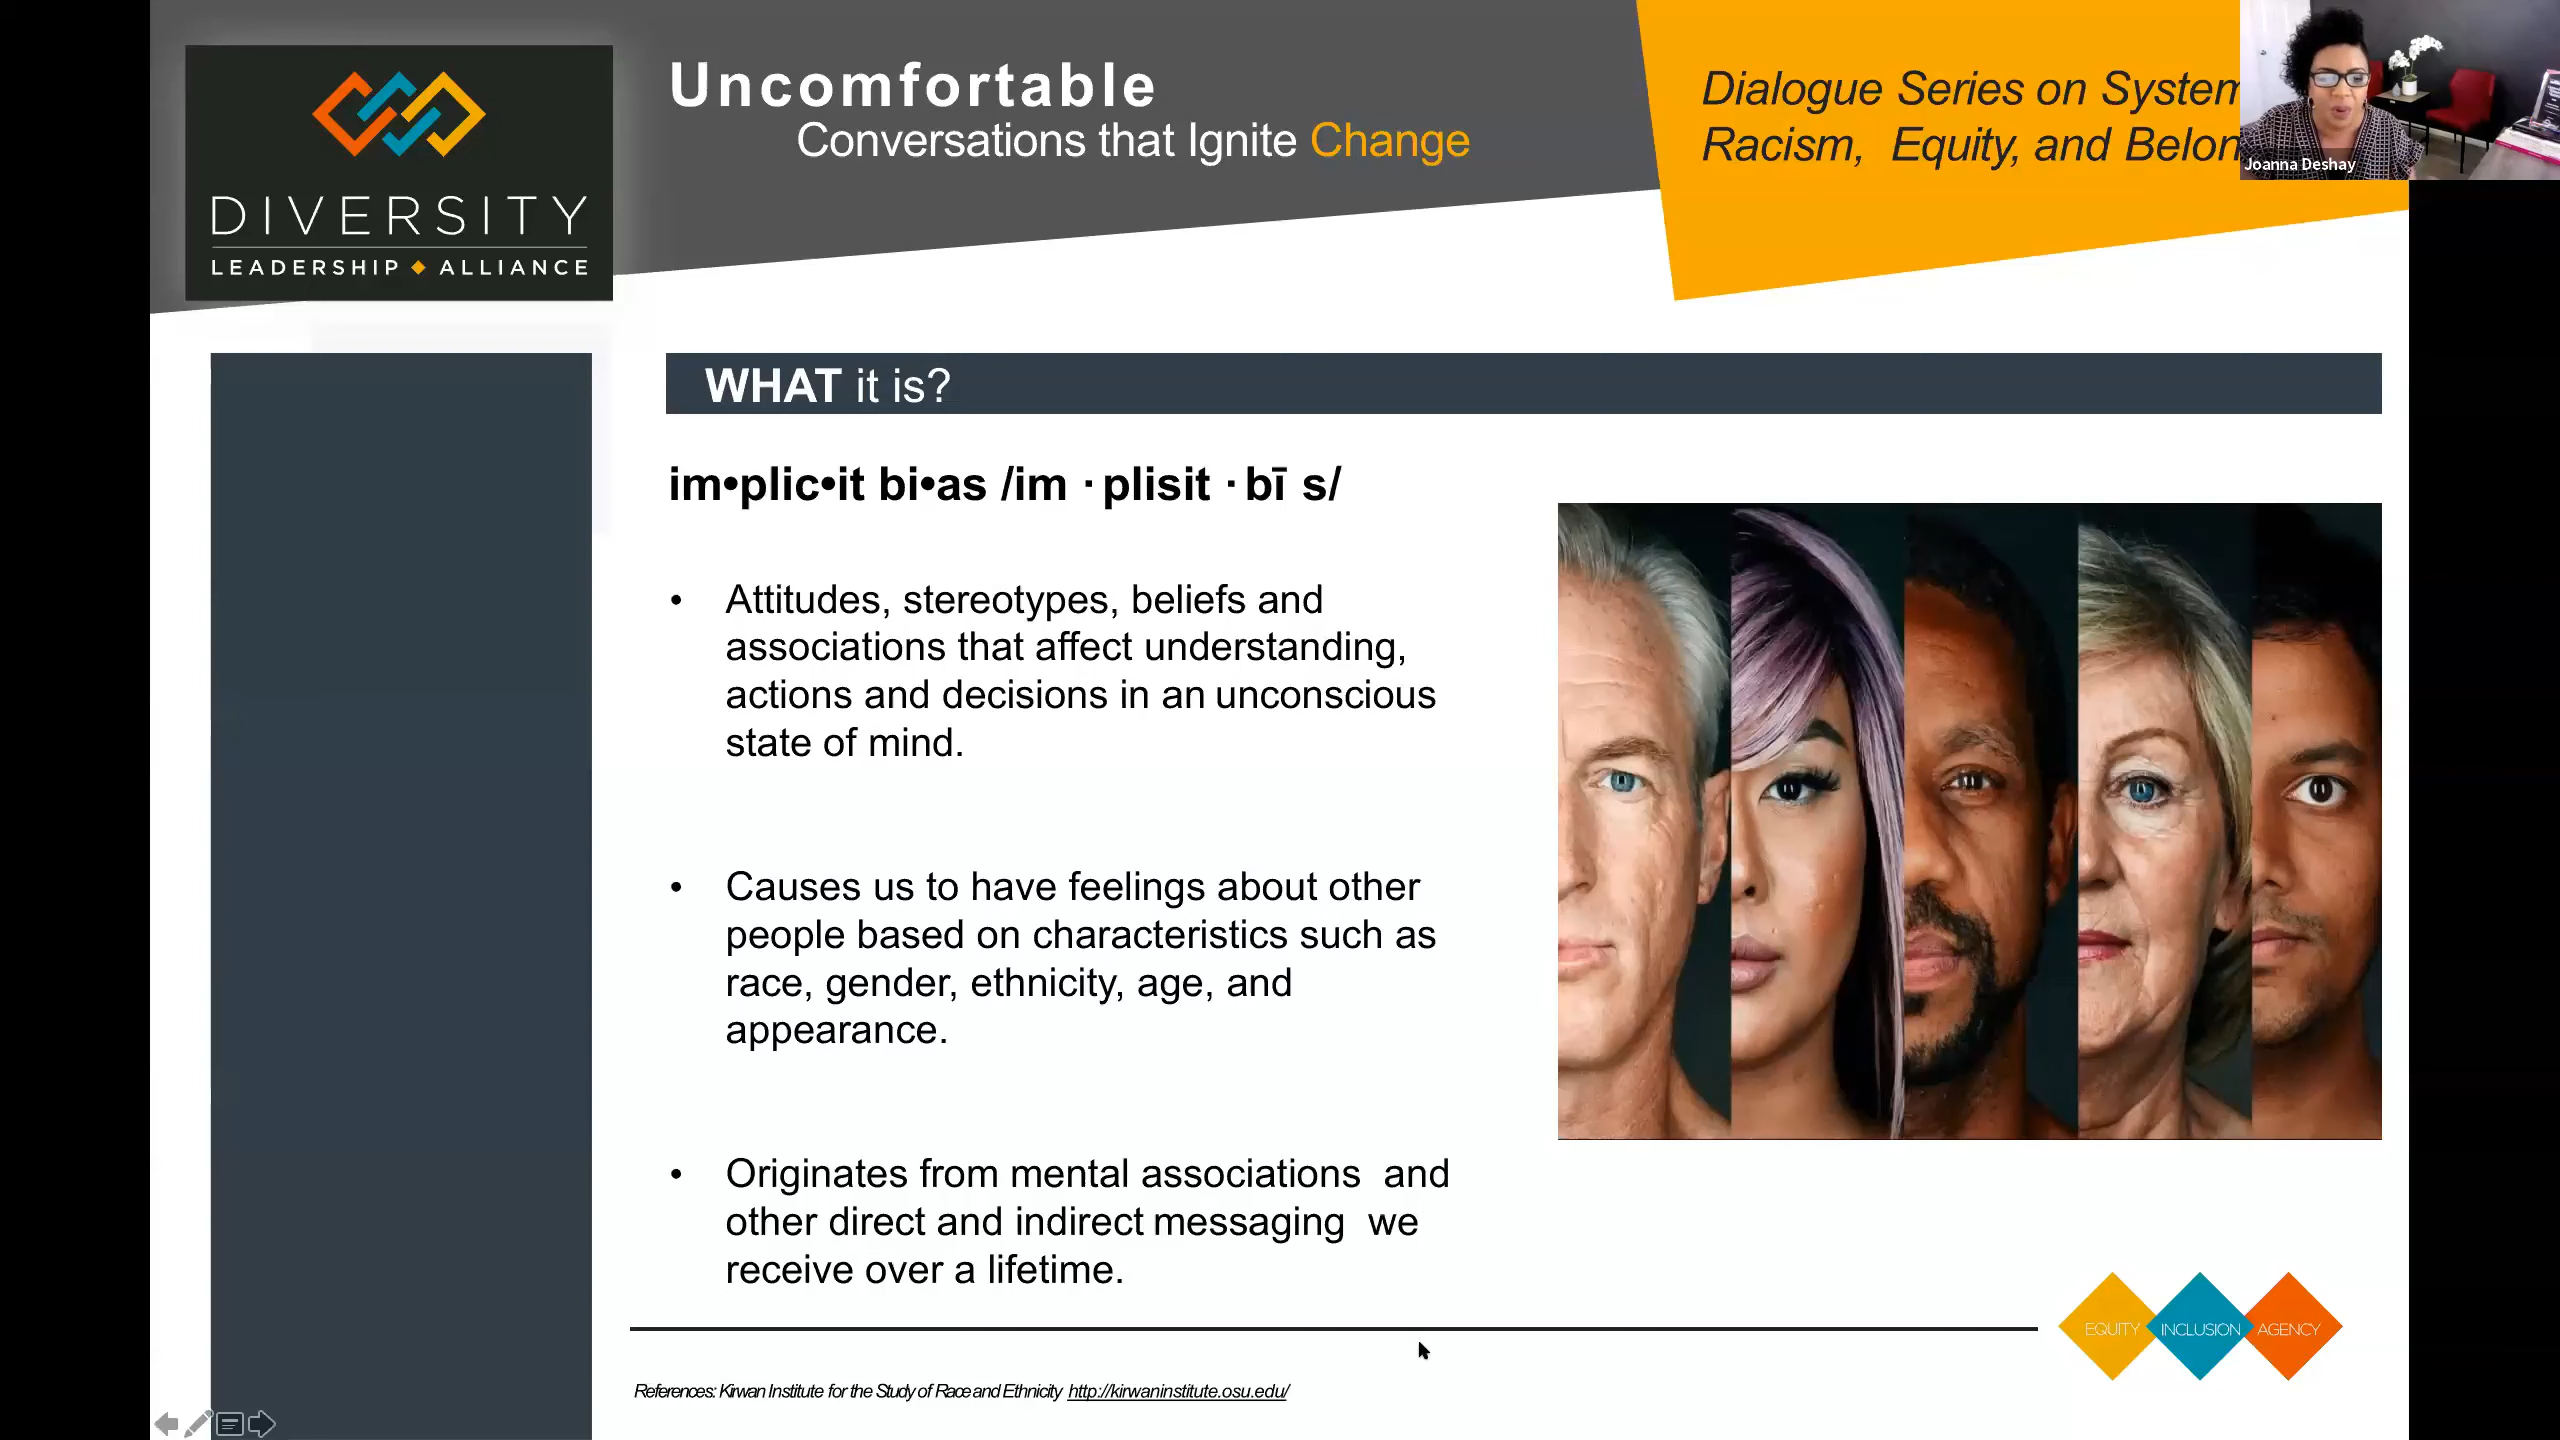 DIVERSITY
LEADERSHIP ALLIANCE
Uncomfortable
Conversations that Ignite Change
Dialogue Series on System
Racism, Equity, and Belon
Joanna Deshay
WHAT it is?
im•plic•it bi•as /im ·plisit ·bī s/
• Attitudes, stereotypes, beliefs and
associations that affect understanding,
actions and decisions in an unconscious
state of mind.
• Causes us to have feelings about other
people based on characteristics such as
race, gender, ethnicity, age, and
appearance.
• Originates from mental associations and
other direct and indirect messaging we
receive over a lifetime.
EQUITY INCLUSION AGENCY
References: Kirwan Institute for the Study of Race and Ethnicity http://kirwaninstitute.osu.edu/